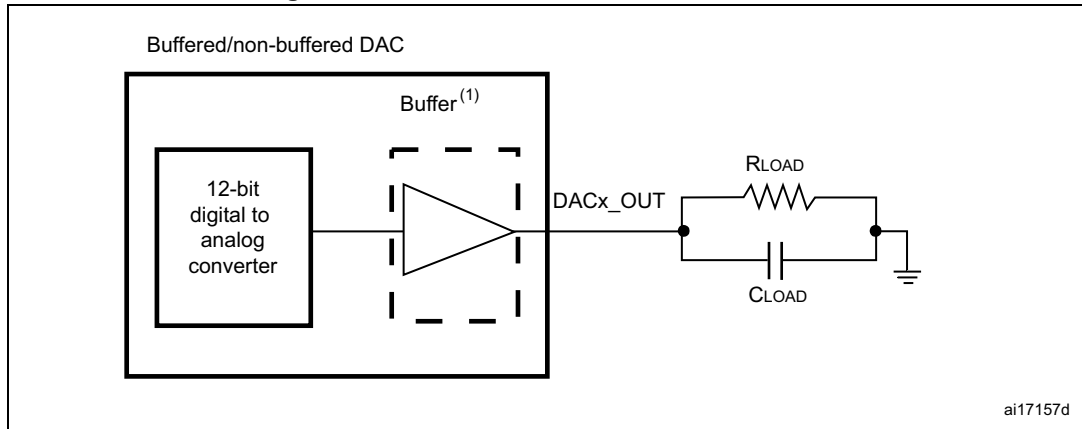 Buffered/non-buffered DAC
Buffer(1)
12-bit
digital to
analog
converter
DACx_OUT
RLOAD
CLOAD
ai17157d